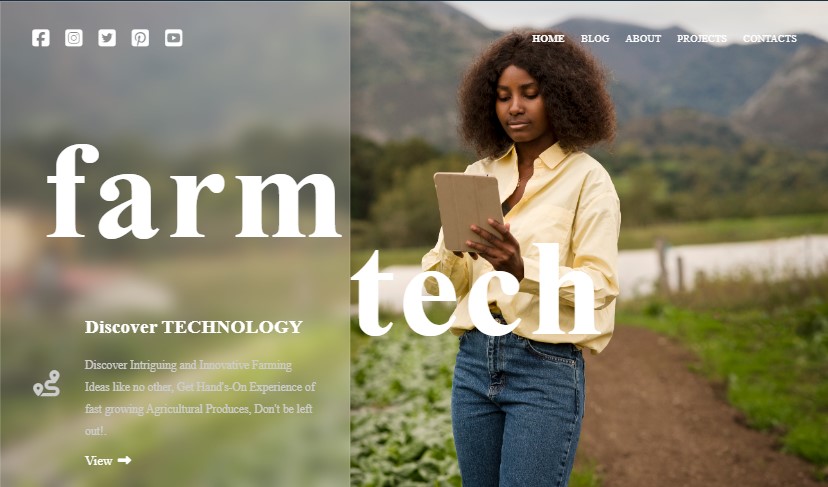 HOME BLOG ABOUT PROJECTS CONTACTS
farm
tech
Discover TECHNOLOGY
Discover Intriguing and Innovative Farming
Ideas like no other, Get Hand's-On Experience of
fast growing Agricultural Produces, Don't be left
out!.
View